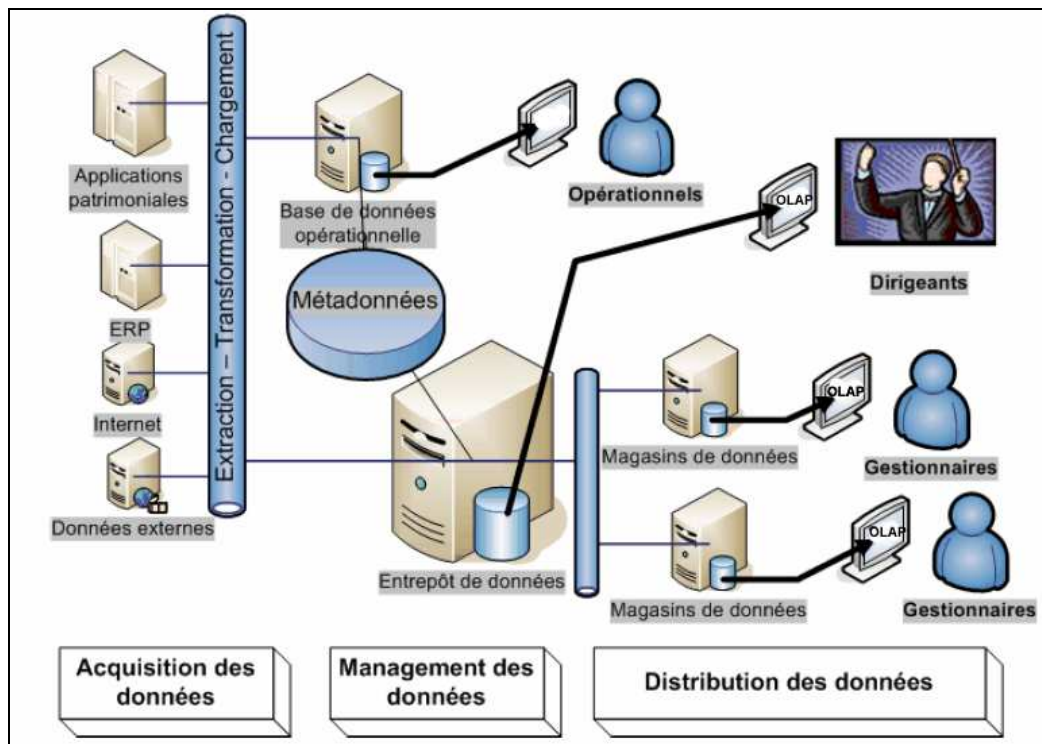 Extraction – Transformation - Chargement
Applications
patrimoniales
ERP
Internet
Données externes
Base de données
opérationnelle
Opérationnels
OLAP
Dirigeants
Métadonnées
Entrepôt de données
OLAP
Magasins de données
Gestionnaires
OLAP
Magasins de données
Gestionnaires
Acquisition des
données
Management des
données
Distribution des données